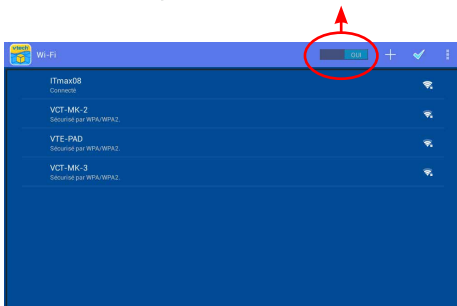 vtech
Wi-Fi
OUI
ITmax08
Connecté
VCT-MK-2
Sécurisé par WPA/WPA2.
VTE-PAD
Sécurisé par WPA/WPA2.
VCT-MK-3
Sécurisé par WPA/WPA2.